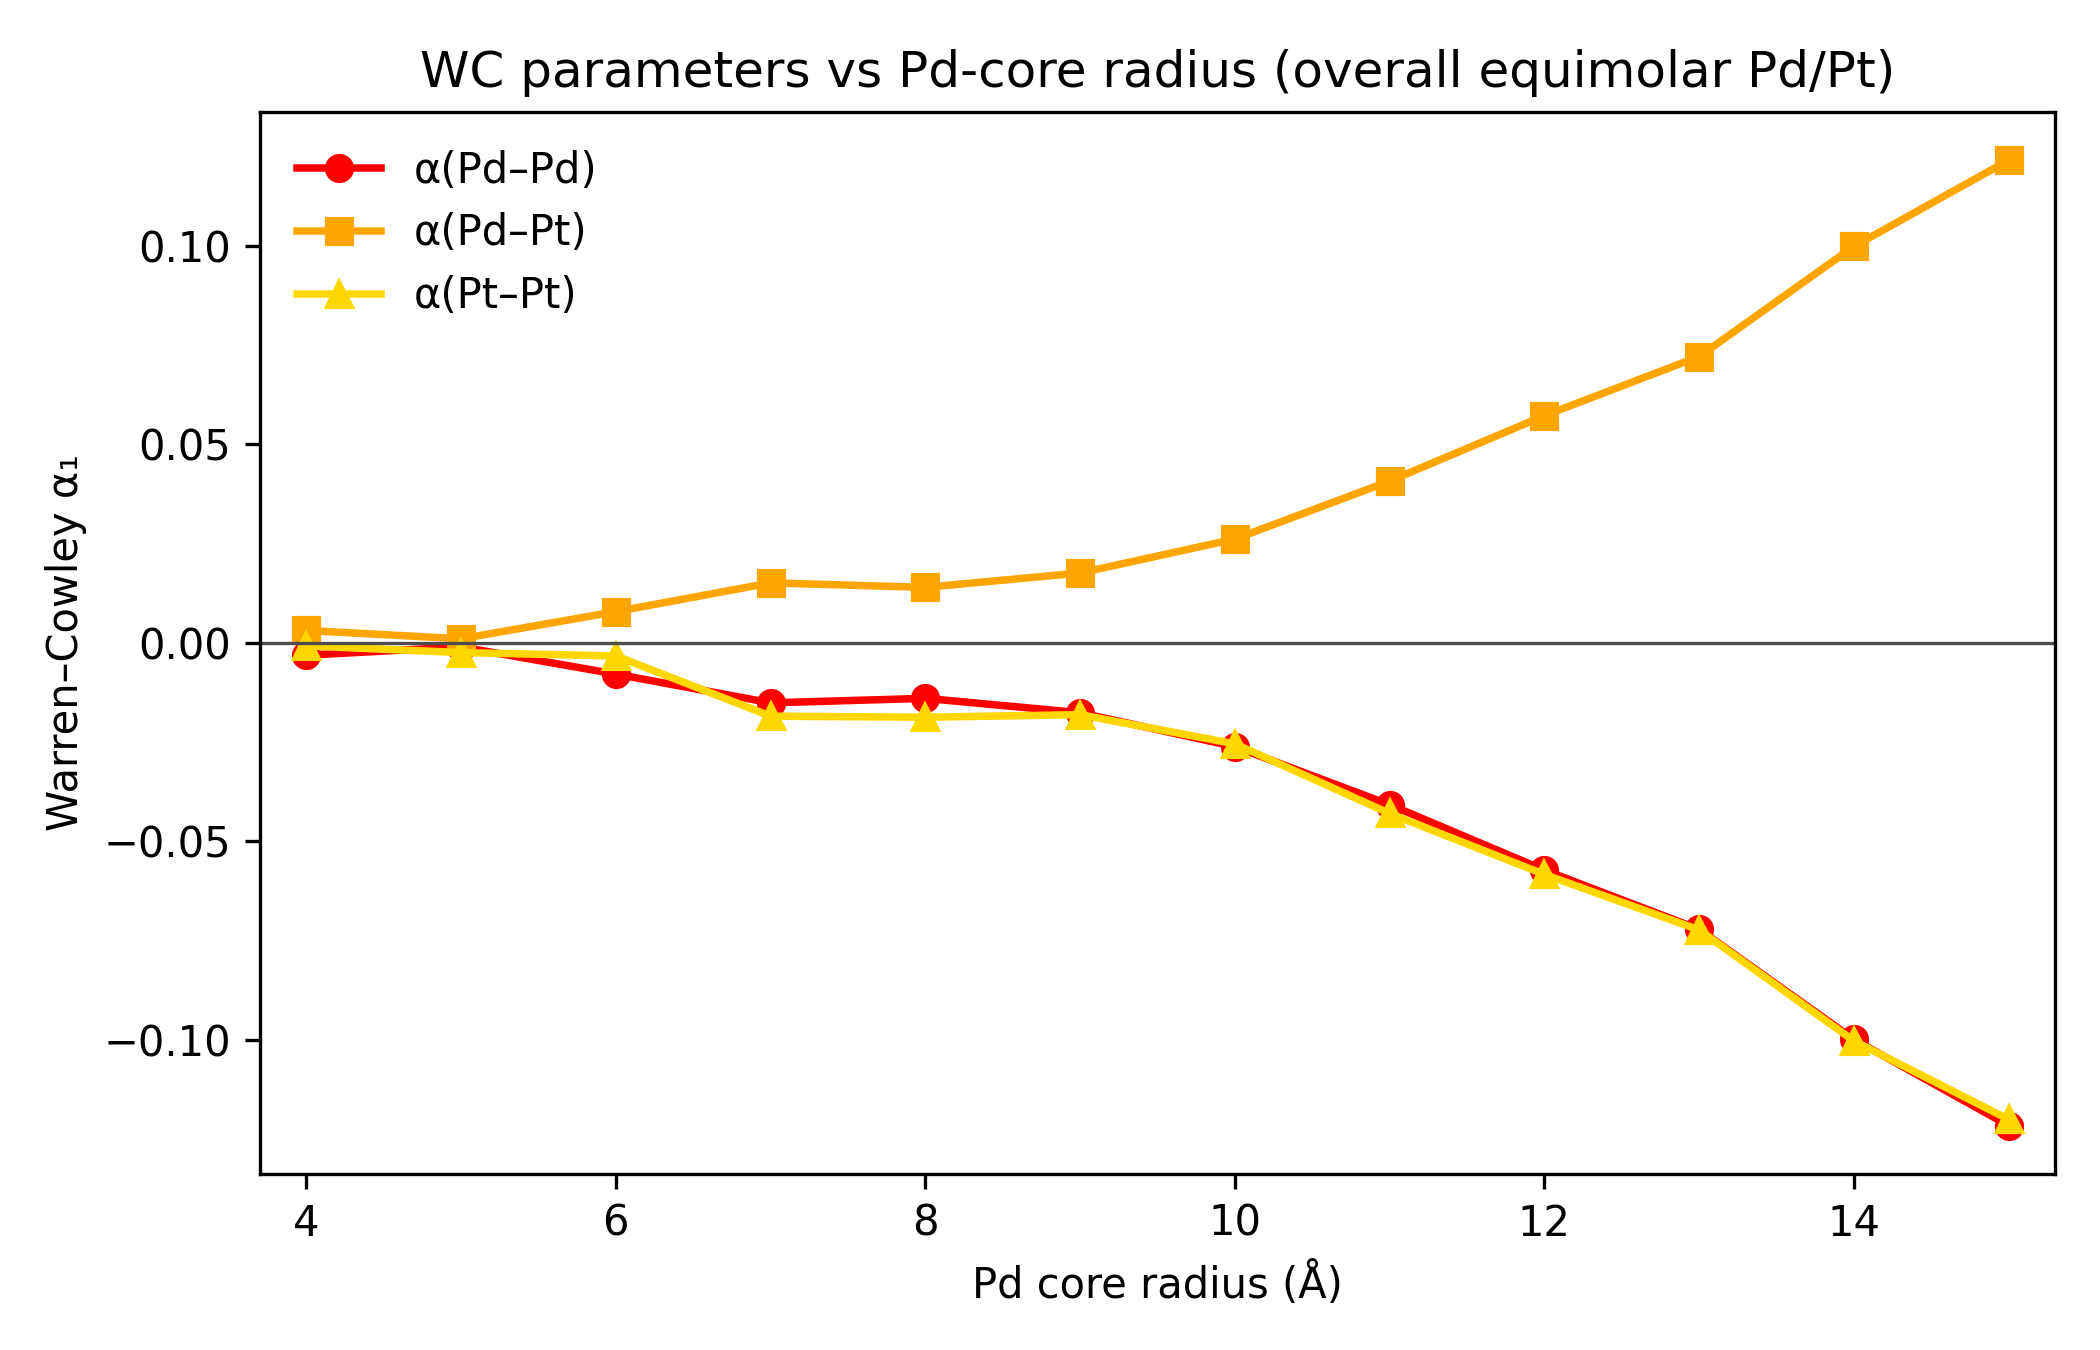 WC parameters vs Pd-core radius (overall equimolar Pd/Pt)
α(Pd–Pd)
α(Pd–Pt)
α(Pt–Pt)
Warren–Cowley α₁
0.10
0.05
0.00
−0.05
−0.10
4 6 8 10 12 14
Pd core radius (Å)